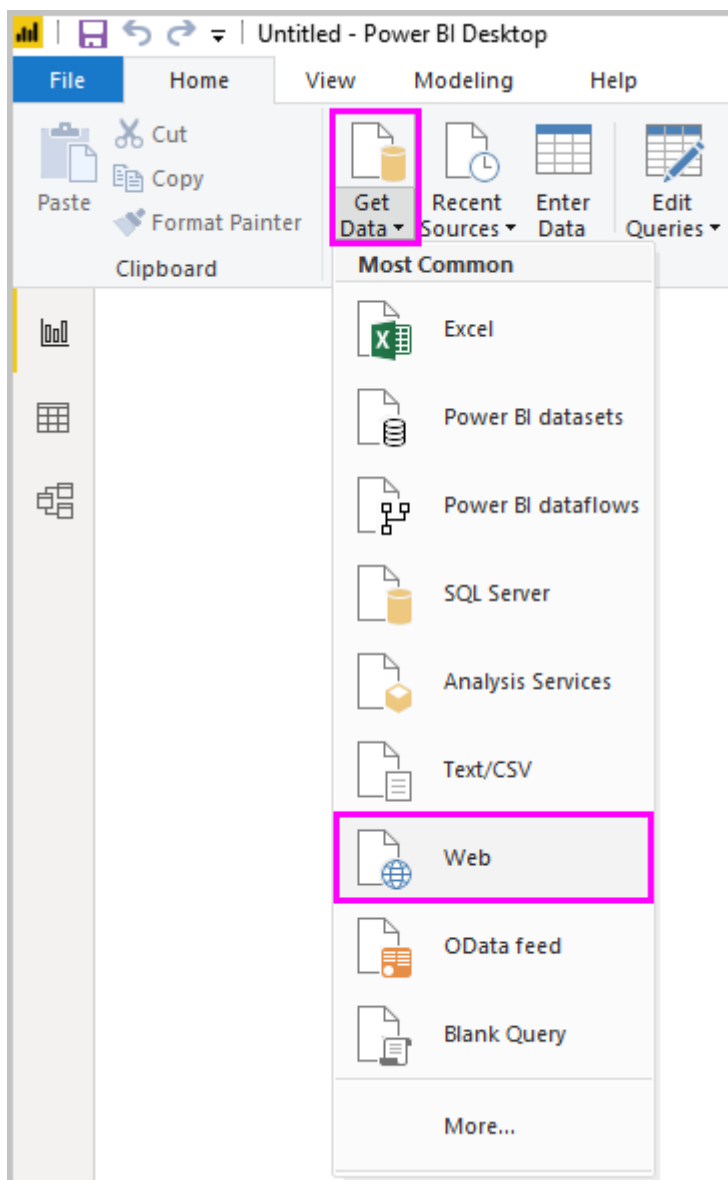 Untitled - Power BI Desktop
File Home View Modeling Help
Paste
Cut
Copy
Format Painter
Clipboard
Get
Data
Recent
Sources
Enter
Data
Edit
Queries
Most Common
Excel
Power BI datasets
Power BI dataflows
SQL Server
Analysis Services
Text/CSV
Web
OData feed
Blank Query
More...